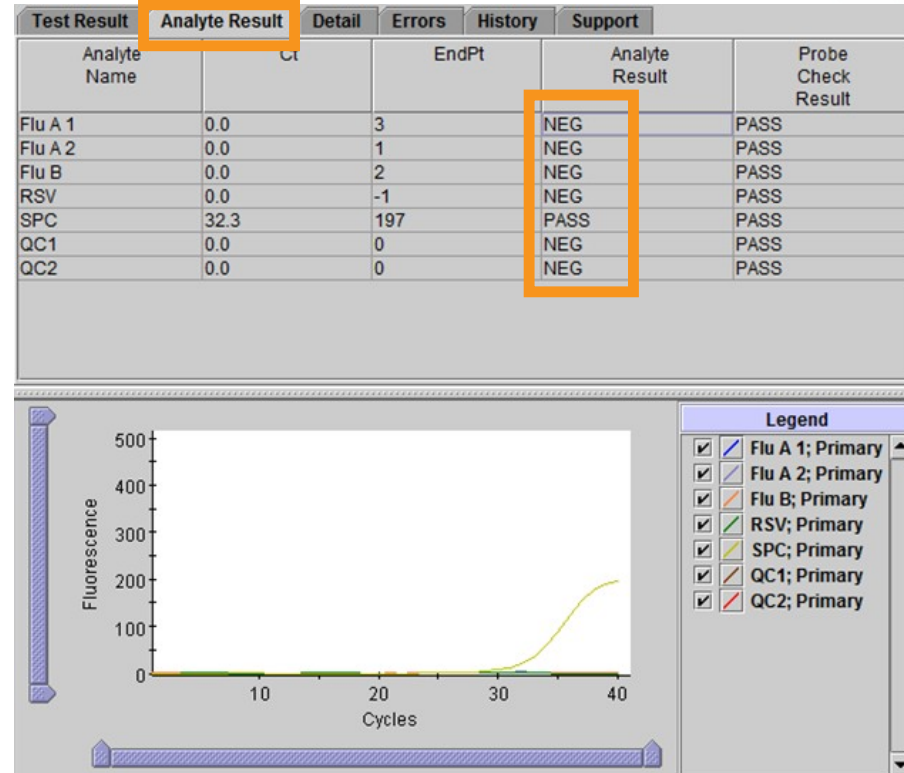 Test Result Analyte Result Detail Errors History Support
Analyte Name Ct EndPt Analyte Result Probe Check Result
Flu A 1 0.0 3 NEG PASS
Flu A 2 0.0 1 NEG PASS
Flu B 0.0 2 NEG PASS
RSV 0.0 -1 NEG PASS
SPC 32.3 197 PASS PASS
QC1 0.0 0 NEG PASS
QC2 0.0 0 NEG PASS
500
400
300
200
100
0
Fluorescence
10 20 30 40
Cycles
Legend
Flu A 1; Primary
Flu A 2; Primary
Flu B; Primary
RSV; Primary
SPC; Primary
QC1; Primary
QC2; Primary